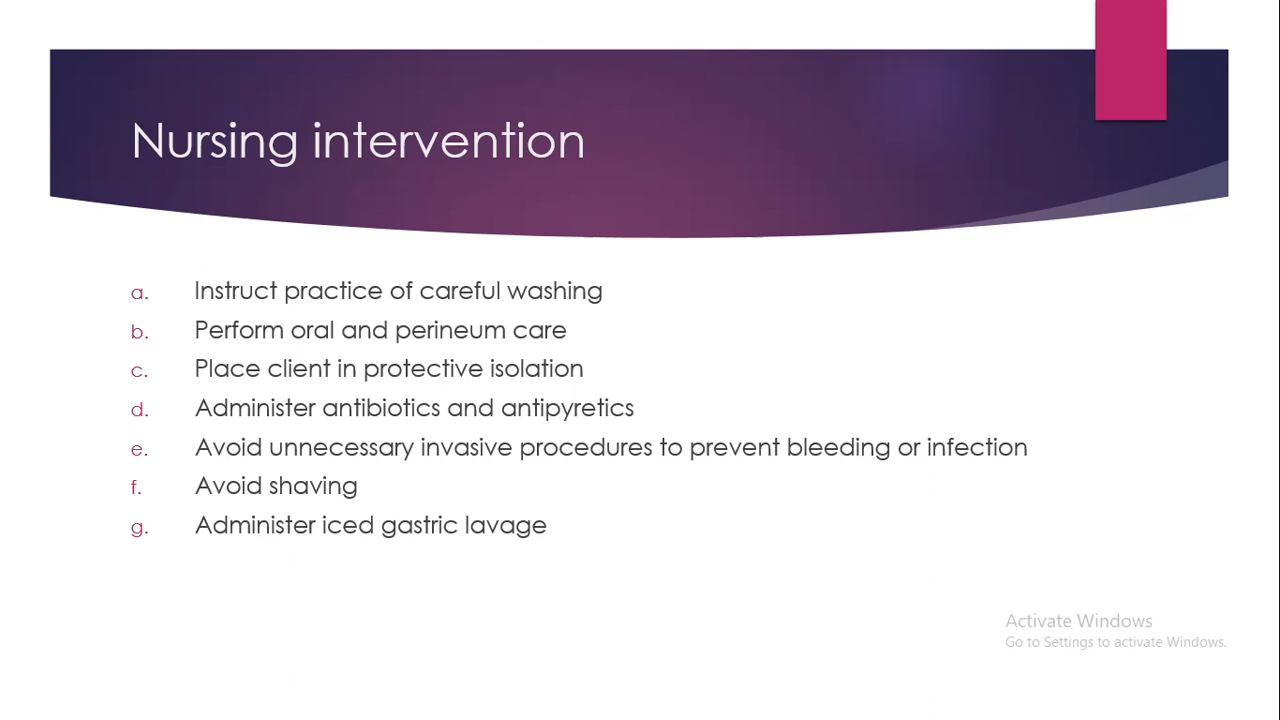 Nursing intervention
a. Instruct practice of careful washing
b. Perform oral and perineum care
c. Place client in protective isolation
d. Administer antibiotics and antipyretics
e. Avoid unnecessary invasive procedures to prevent bleeding or infection
f. Avoid shaving
g. Administer iced gastric lavage
Activate Windows
Go to Settings to activate Windows.